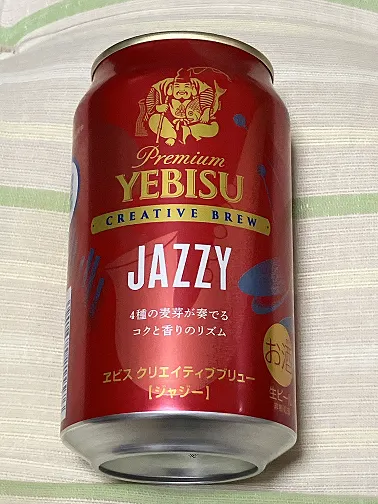 Premium
YEBISU
CREATIVE BREW
JAZZY
4種の麦芽が奏でる
コクと香りのリズム
お酒
ヱビス クリエイティブブリュー
[ジャジー]
生ビール